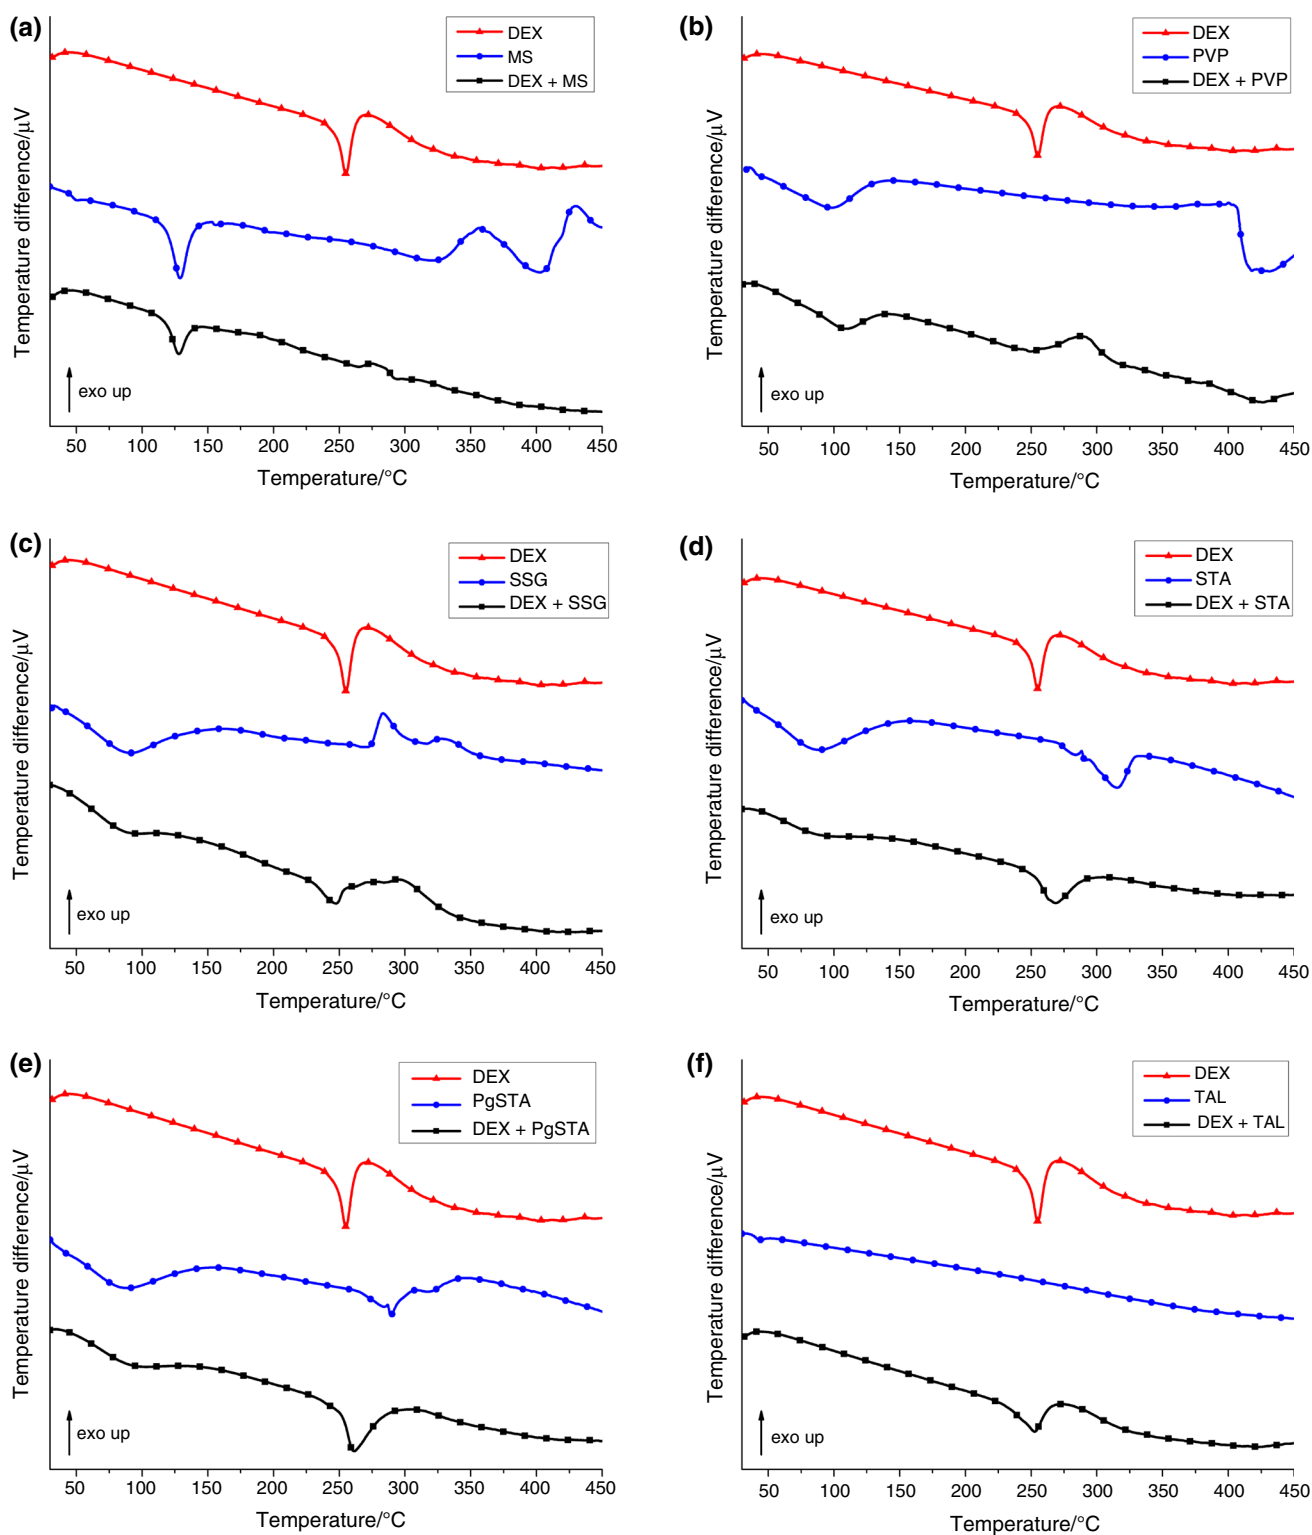 (a)
DEX
MS
DEX + MS
Temperature difference/μV
exo up
50 100 150 200 250 300 350 400 450
Temperature/°C
(b)
DEX
PVP
DEX + PVP
Temperature difference/μV
exo up
50 100 150 200 250 300 350 400 450
Temperature/°C
(c)
DEX
SSG
DEX + SSG
Temperature difference/μV
exo up
50 100 150 200 250 300 350 400 450
Temperature/°C
(d)
DEX
STA
DEX + STA
Temperature difference/μV
exo up
50 100 150 200 250 300 350 400 450
Temperature/°C
(e)
DEX
PgSTA
DEX + PgSTA
Temperature difference/μV
exo up
50 100 150 200 250 300 350 400 450
Temperature/°C
(f)
DEX
TAL
DEX + TAL
Temperature difference/μV
exo up
50 100 150 200 250 300 350 400 450
Temperature/°C